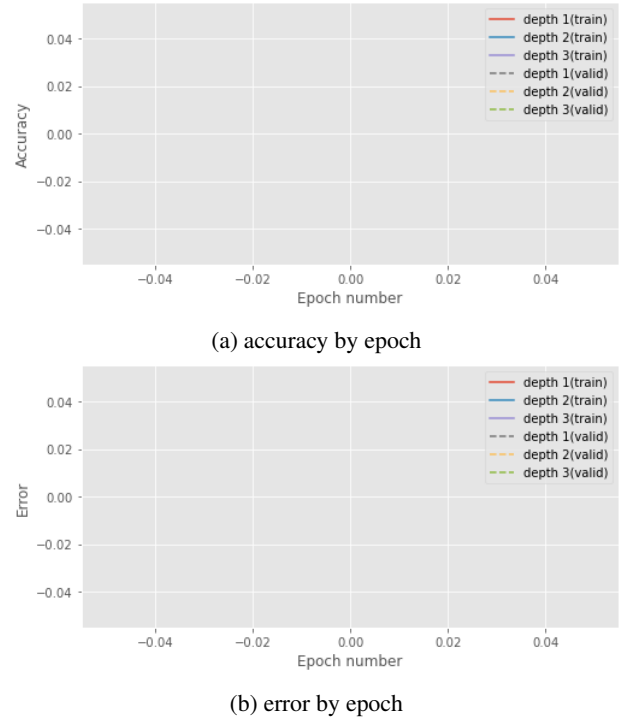 depth 1(train)
depth 2(train)
depth 3(train)
depth 1(valid)
depth 2(valid)
depth 3(valid)
0.04
0.02
0.00
−0.02
−0.04
Accuracy
−0.04 −0.02 0.00 0.02 0.04
Epoch number
(a) accuracy by epoch
depth 1(train)
depth 2(train)
depth 3(train)
depth 1(valid)
depth 2(valid)
depth 3(valid)
0.04
0.02
0.00
−0.02
−0.04
Error
−0.04 −0.02 0.00 0.02 0.04
Epoch number
(b) error by epoch